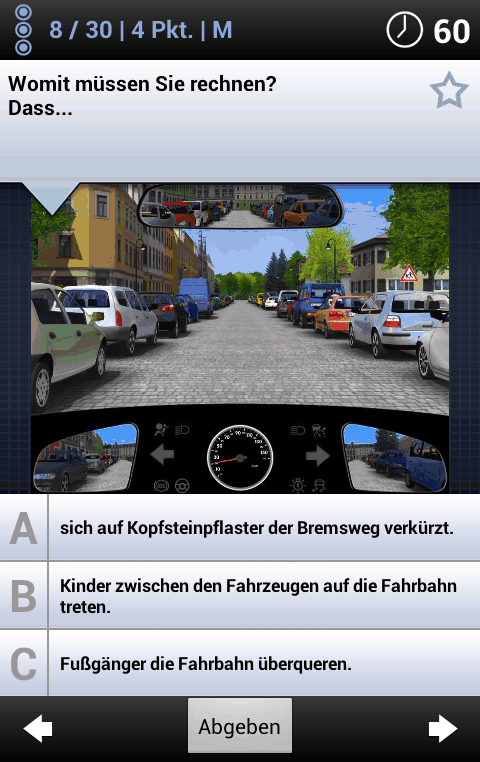 8 / 30 | 4 Pkt. | M
60
Womit müssen Sie rechnen?
Dass...
A
sich auf Kopfsteinpflaster der Bremsweg verkürzt.
B
Kinder zwischen den Fahrzeugen auf die Fahrbahn
treten.
C
Fußgänger die Fahrbahn überqueren.
Abgeben